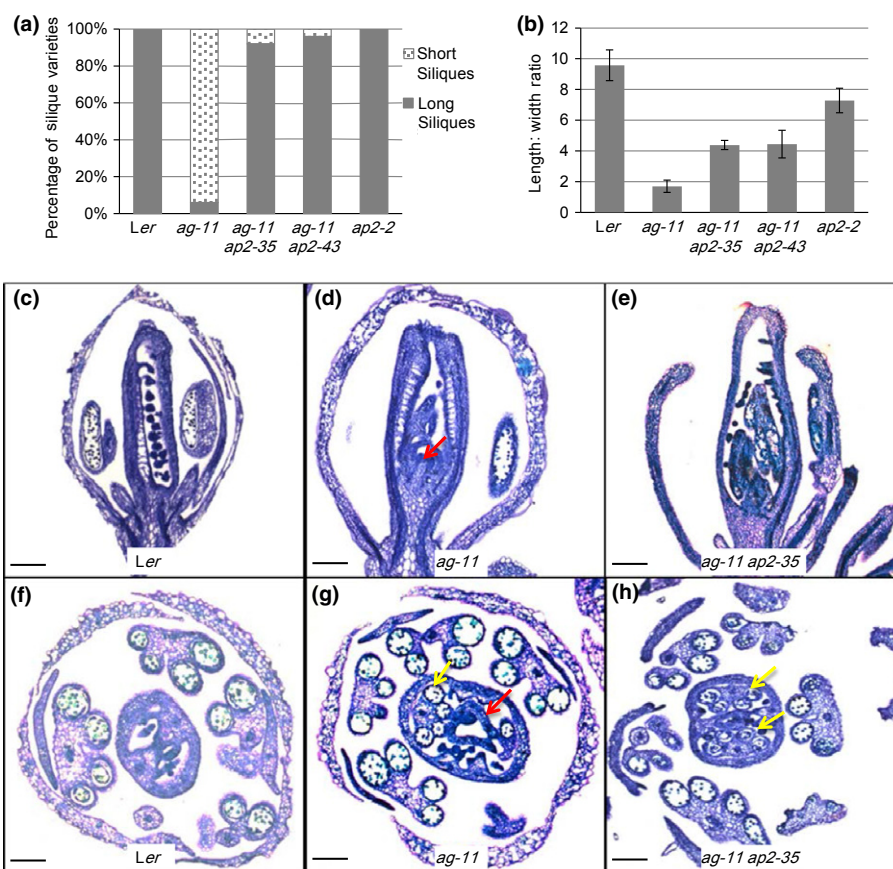 (a)
Percentage of silique varieties
100%
80%
60%
40%
20%
0%
Short
Siliques
Long
Siliques
Ler
ag-11
ag-11
ap2-35
ag-11
ap2-43
ap2-2
(b)
Length: width ratio
12
10
8
6
4
2
0
Ler
ag-11
ag-11
ap2-35
ag-11
ap2-43
ap2-2
(c)
Ler
(d)
ag-11
(e)
ag-11 ap2-35
(f)
Ler
(g)
ag-11
(h)
ag-11 ap2-35